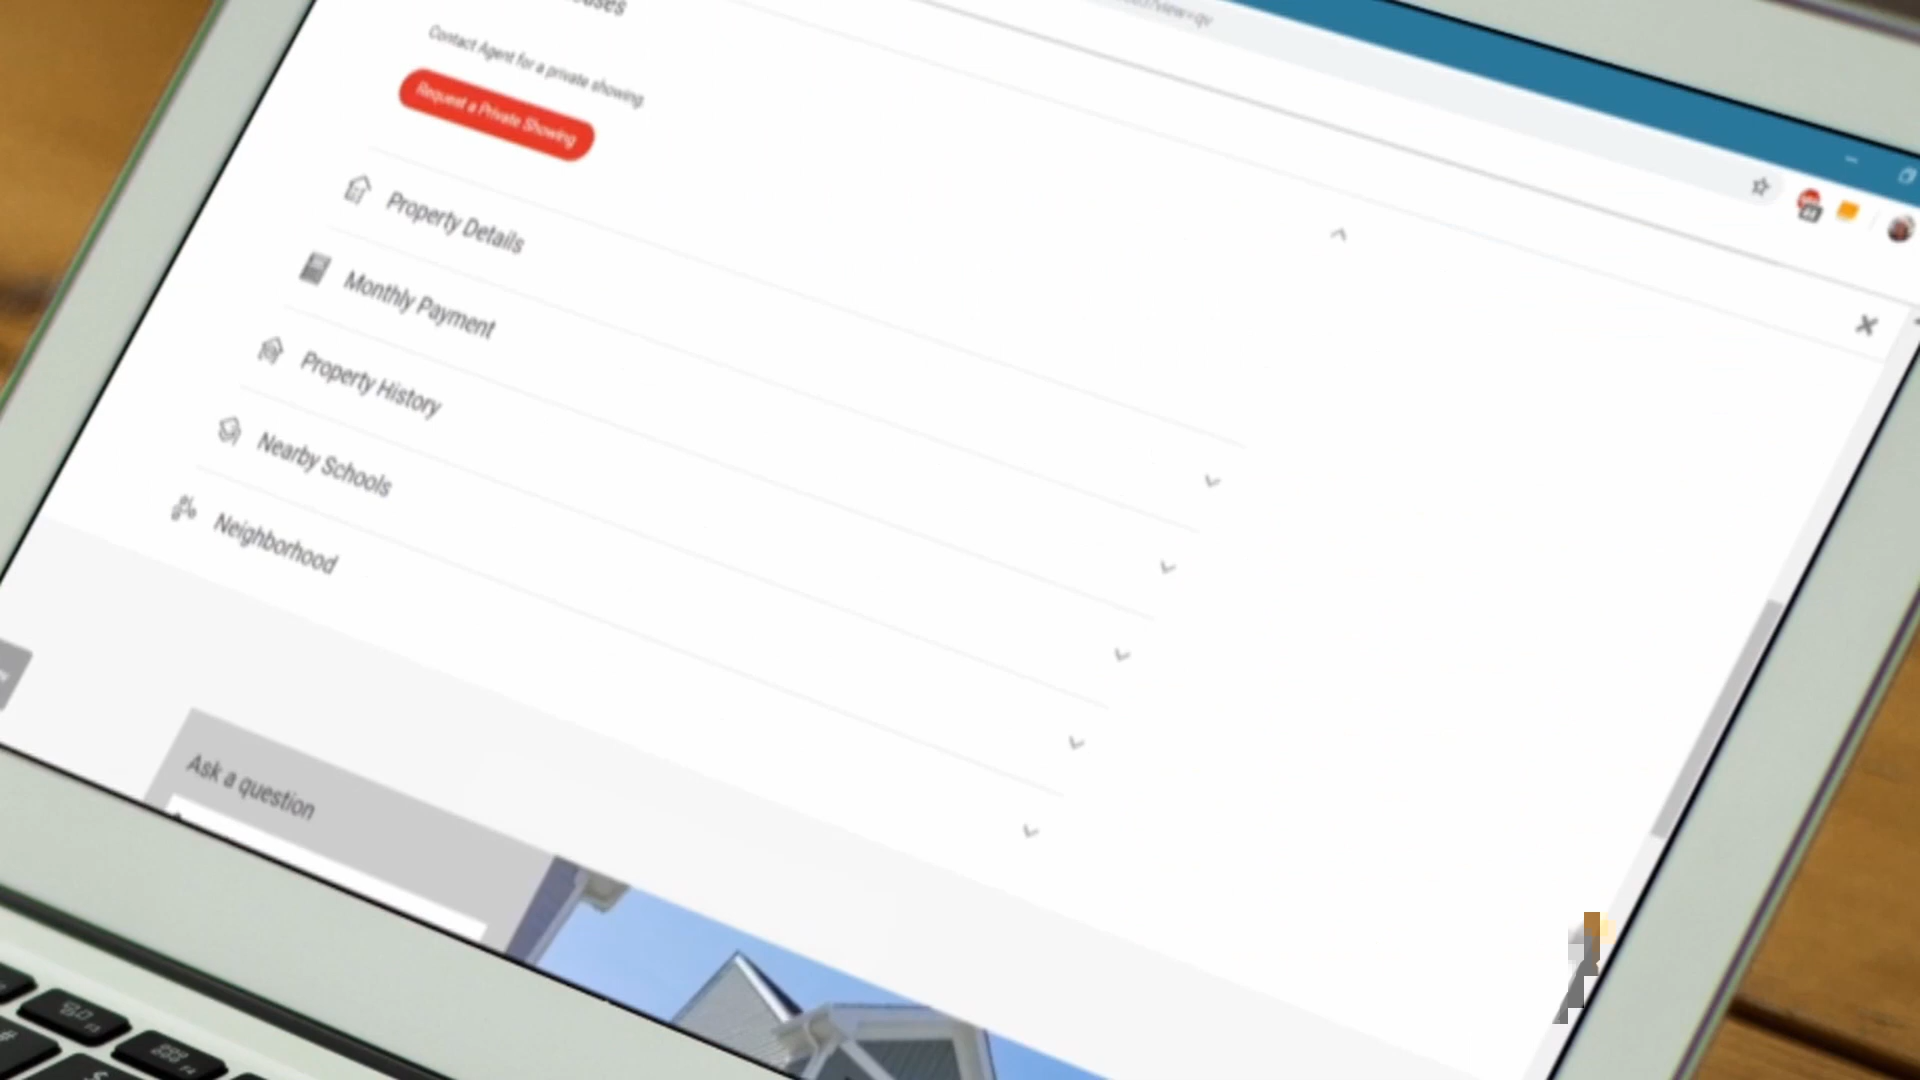 Contact Agent for a private showing
Request a Private Showing
Property Details
Monthly Payment
Property History
Nearby Schools
Neighborhood
Ask a question